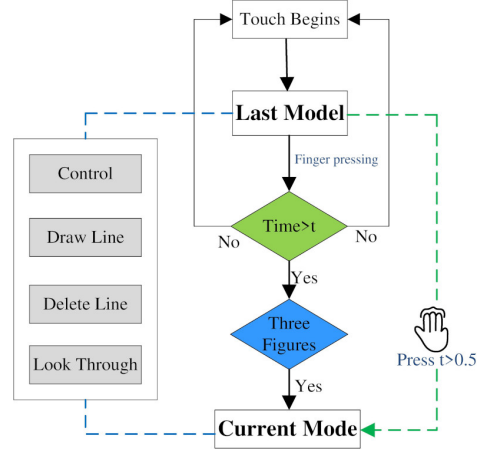 Touch Begins
Last Model
Finger pressing
Control
Draw Line
Delete Line
Look Through
Time>t
No
No
Yes
Three
Figures
Yes
Press t>0.5
Current Mode